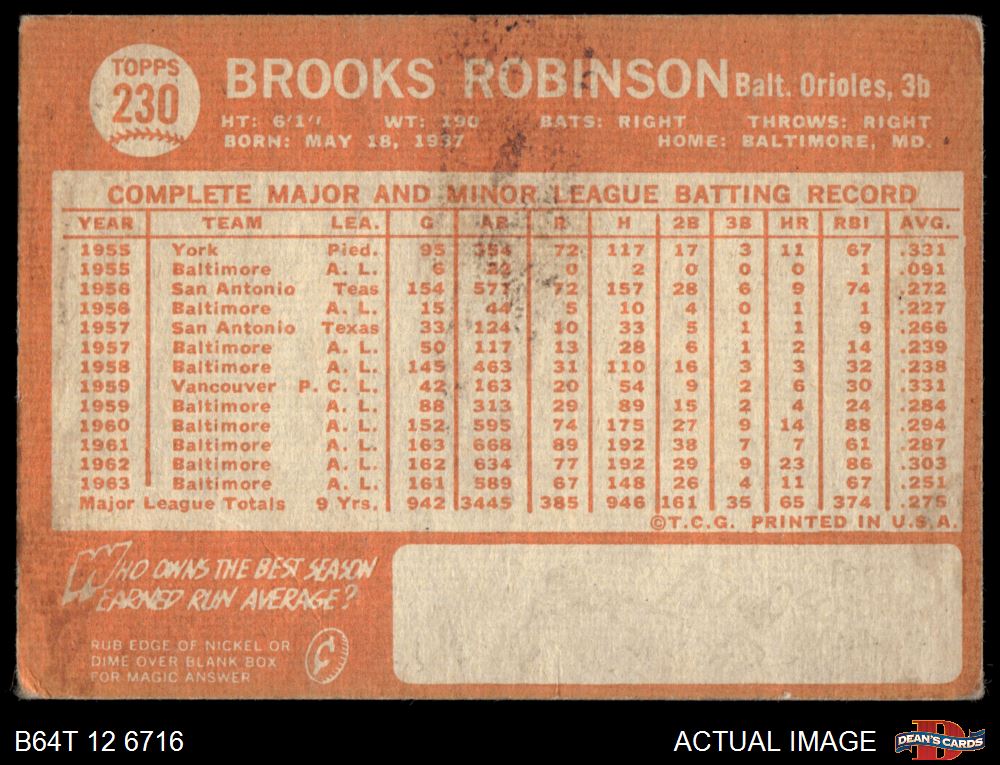 TOPPS
230
BROOKS ROBINSON Balt. Orioles, 3b
HT: 6'1" WT: 190 BATS: RIGHT THROWS: RIGHT
BORN: MAY 18, 1937 HOME: BALTIMORE, MD.
COMPLETE MAJOR AND MINOR LEAGUE BATTING RECORD
YEAR TEAM LEA. G AB R H 2B 3B HR RBI AVG.
1955 York Pied. 95 354 72 117 17 3 11 67 .331
1955 Baltimore A. L. 6 22 0 2 0 0 0 1 .091
1956 San Antonio Teas 154 577 72 157 28 6 9 74 .272
1956 Baltimore A. L. 15 44 5 10 4 0 1 1 .227
1957 San Antonio Texas 33 124 10 33 5 1 1 9 .266
1957 Baltimore A. L. 50 117 13 28 6 1 2 14 .239
1958 Baltimore A. L. 145 463 31 110 16 3 3 32 .238
1959 Vancouver P. C. L. 42 163 20 54 9 2 6 30 .331
1959 Baltimore A. L. 88 313 29 89 15 2 4 24 .284
1960 Baltimore A. L. 152 595 74 175 27 9 14 88 .294
1961 Baltimore A. L. 163 668 89 192 38 7 7 61 .287
1962 Baltimore A. L. 162 634 77 192 29 9 23 86 .303
1963 Baltimore A. L. 161 589 67 148 26 4 11 67 .251
Major League Totals 9 Yrs. 942 3445 385 946 161 35 65 374 .275
©T.C.G. PRINTED IN U.S.A.
WHO OWNS THE BEST SEASON
EARNED RUN AVERAGE?
RUB EDGE OF NICKEL OR
DIME OVER BLANK BOX
FOR MAGIC ANSWER
B64T 12 6716 ACTUAL IMAGE
DEAN'S CARDS